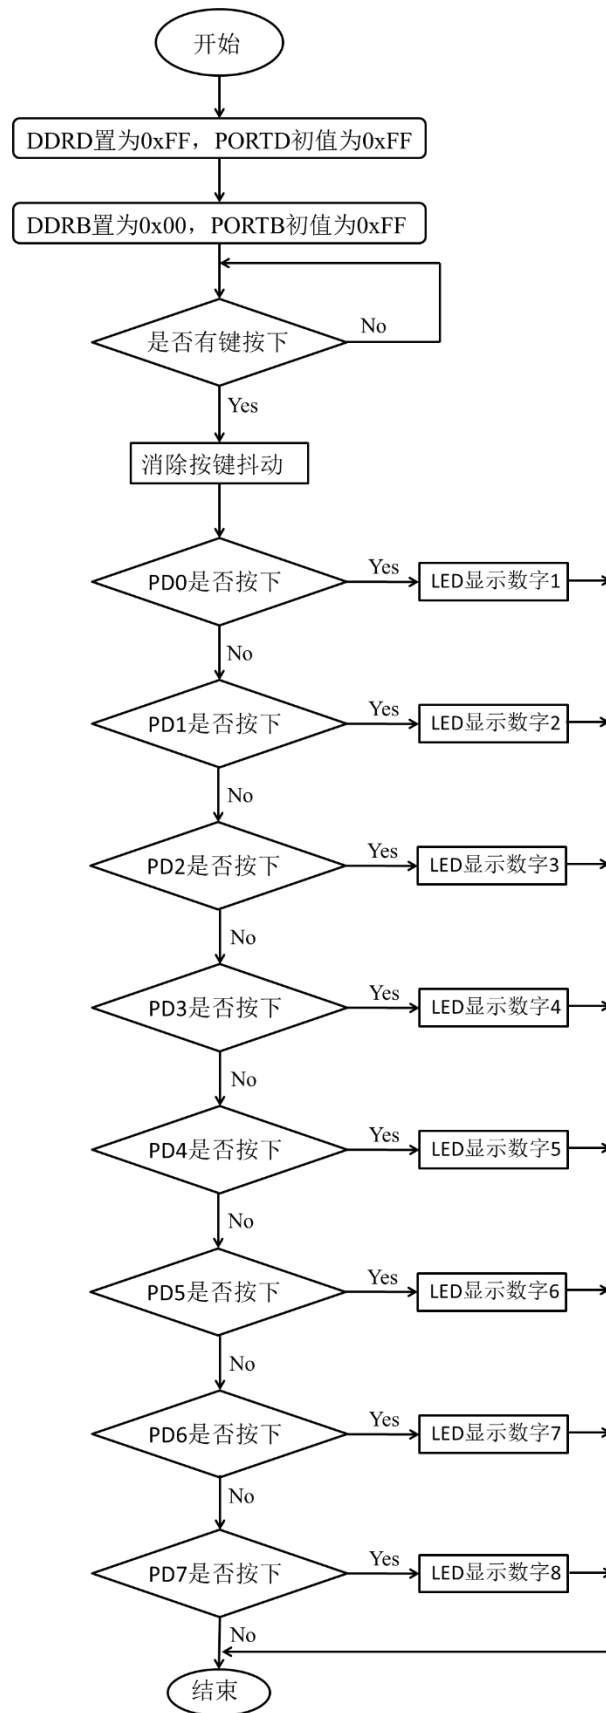 开始
DDRD置为0xFF，PORTD初值为0xFF
DDRB置为0x00，PORTB初值为0xFF
是否有键按下
No
Yes
消除按键抖动
PD0是否按下
Yes
LED显示数字1
No
PD1是否按下
Yes
LED显示数字2
No
PD2是否按下
Yes
LED显示数字3
No
PD3是否按下
Yes
LED显示数字4
No
PD4是否按下
Yes
LED显示数字5
No
PD5是否按下
Yes
LED显示数字6
No
PD6是否按下
Yes
LED显示数字7
No
PD7是否按下
Yes
LED显示数字8
No
结束